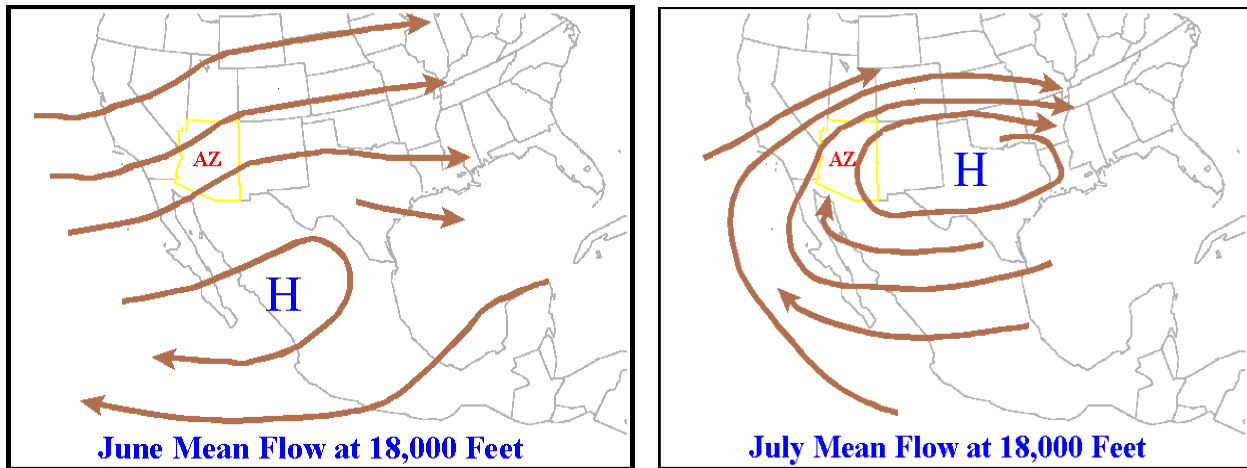 AZ
H
June Mean Flow at 18,000 Feet
AZ
H
July Mean Flow at 18,000 Feet